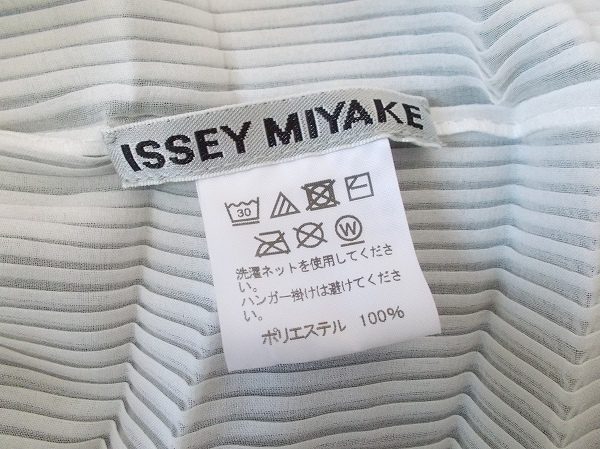 ISSEY MIYAKE
30
W
洗濯ネットを使用してくださ
い。
ハンガー掛けは避けてくださ
い。
ポリエステル 100%